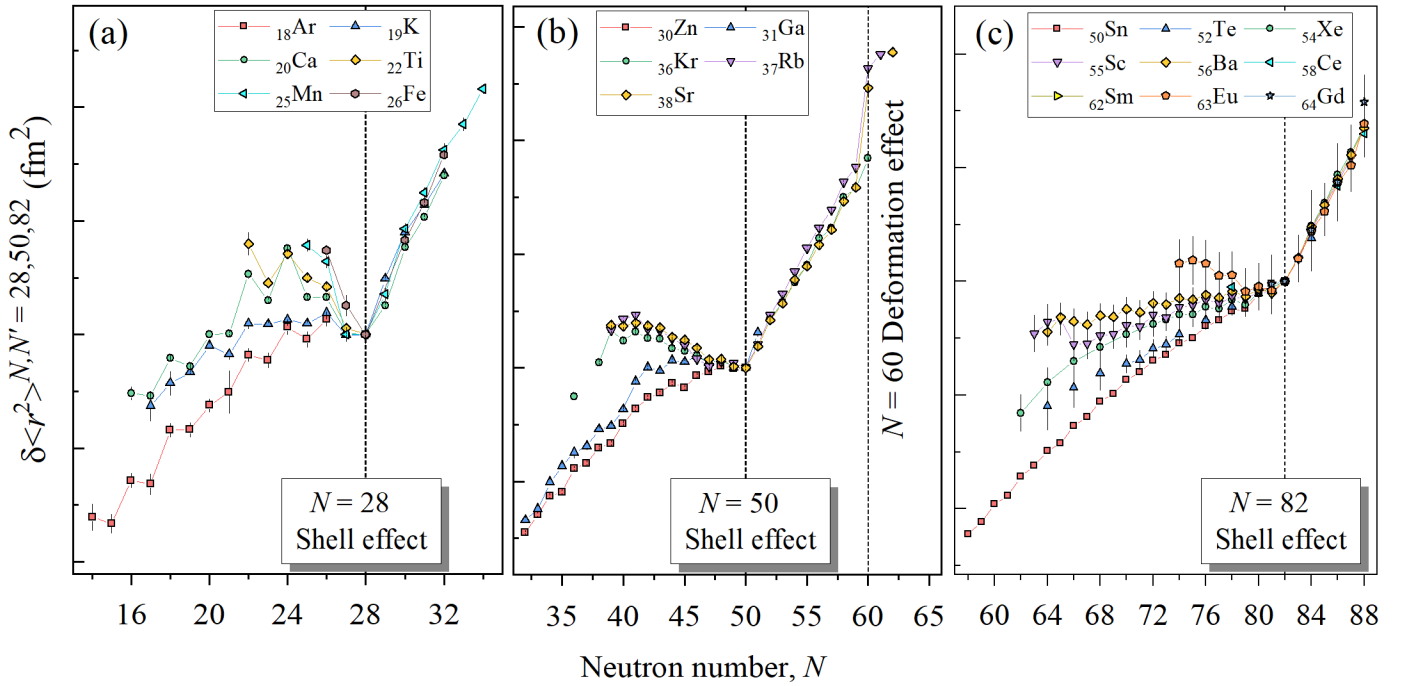 (a)
₁₈Ar ₁₉K
₂₀Ca ₂₂Ti
₂₅Mn ₂₆Fe
(b)
₃₀Zn ₃₁Ga
₃₆Kr ₃₇Rb
₃₈Sr
(c)
₅₀Sn ₅₂Te ₅₄Xe
₅₅Sc ₅₆Ba ₅₈Ce
₆₂Sm ₆₃Eu ₆₄Gd
δ<r²>N,N' = 28,50,82 (fm²)
N = 60 Deformation effect
N = 28
Shell effect
N = 50
Shell effect
N = 82
Shell effect
16 20 24 28 32
35 40 45 50 55 60 65
60 64 68 72 76 80 84 88
Neutron number, N